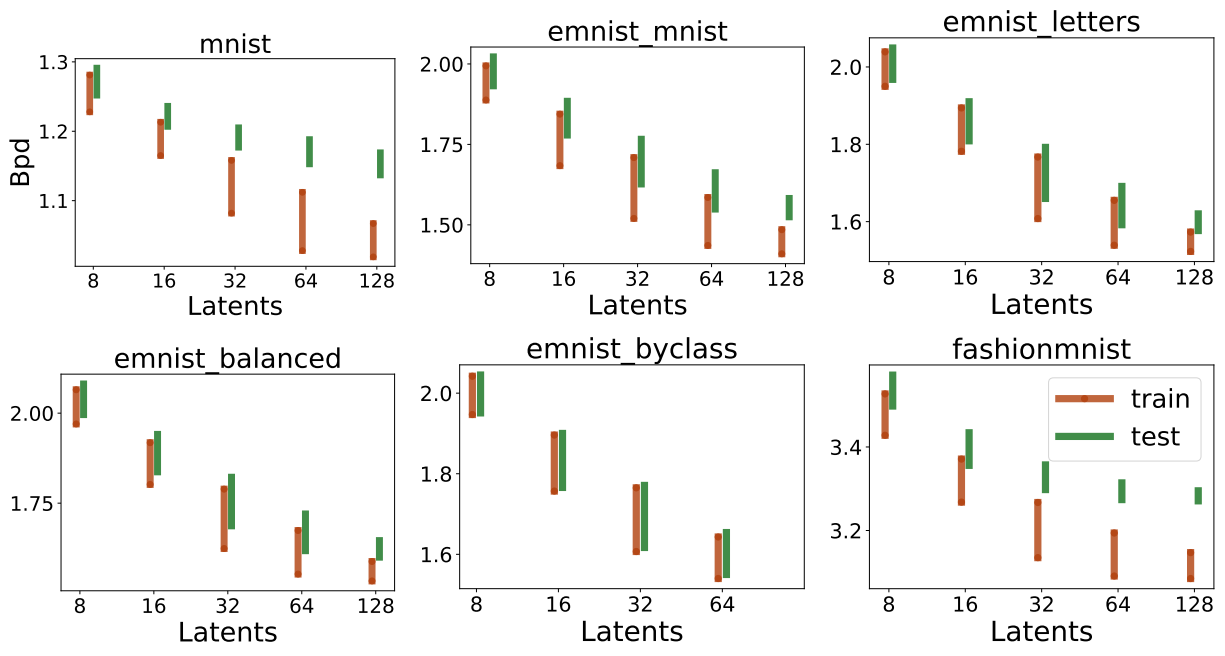 mnist
1.3
1.2
1.1
Bpd
8 16 32 64 128
Latents
emnist_mnist
2.00
1.75
1.50
8 16 32 64 128
Latents
emnist_letters
2.0
1.8
1.6
8 16 32 64 128
Latents
emnist_balanced
2.00
1.75
8 16 32 64 128
Latents
emnist_byclass
2.0
1.8
1.6
8 16 32 64
Latents
fashionmnist
train
test
3.4
3.2
8 16 32 64 128
Latents